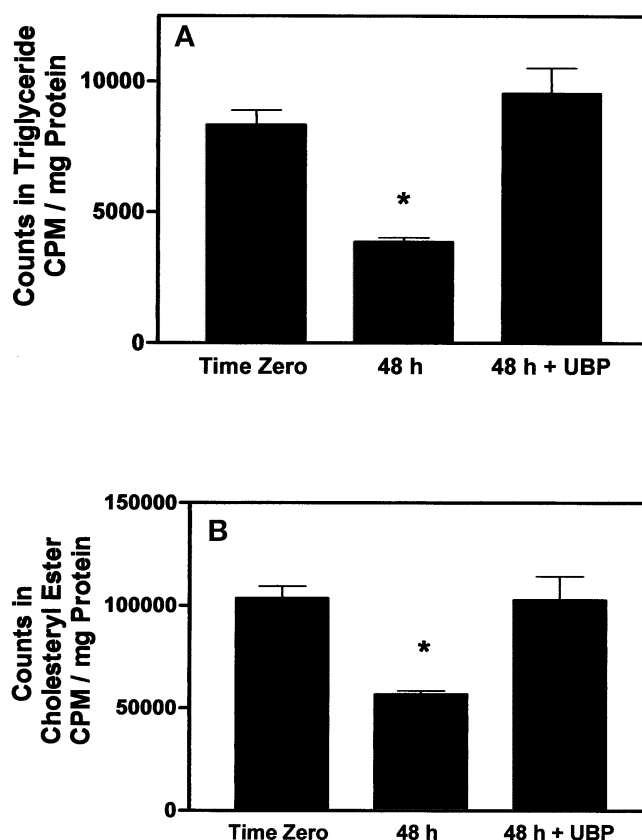 A
Counts in Triglyceride
CPM / mg Protein
10000
5000
0
*
Time Zero 48 h 48 h + UBP
B
Counts in
Cholesteryl Ester
CPM / mg Protein
150000
100000
50000
0
*
Time Zero 48 h 48 h + UBP